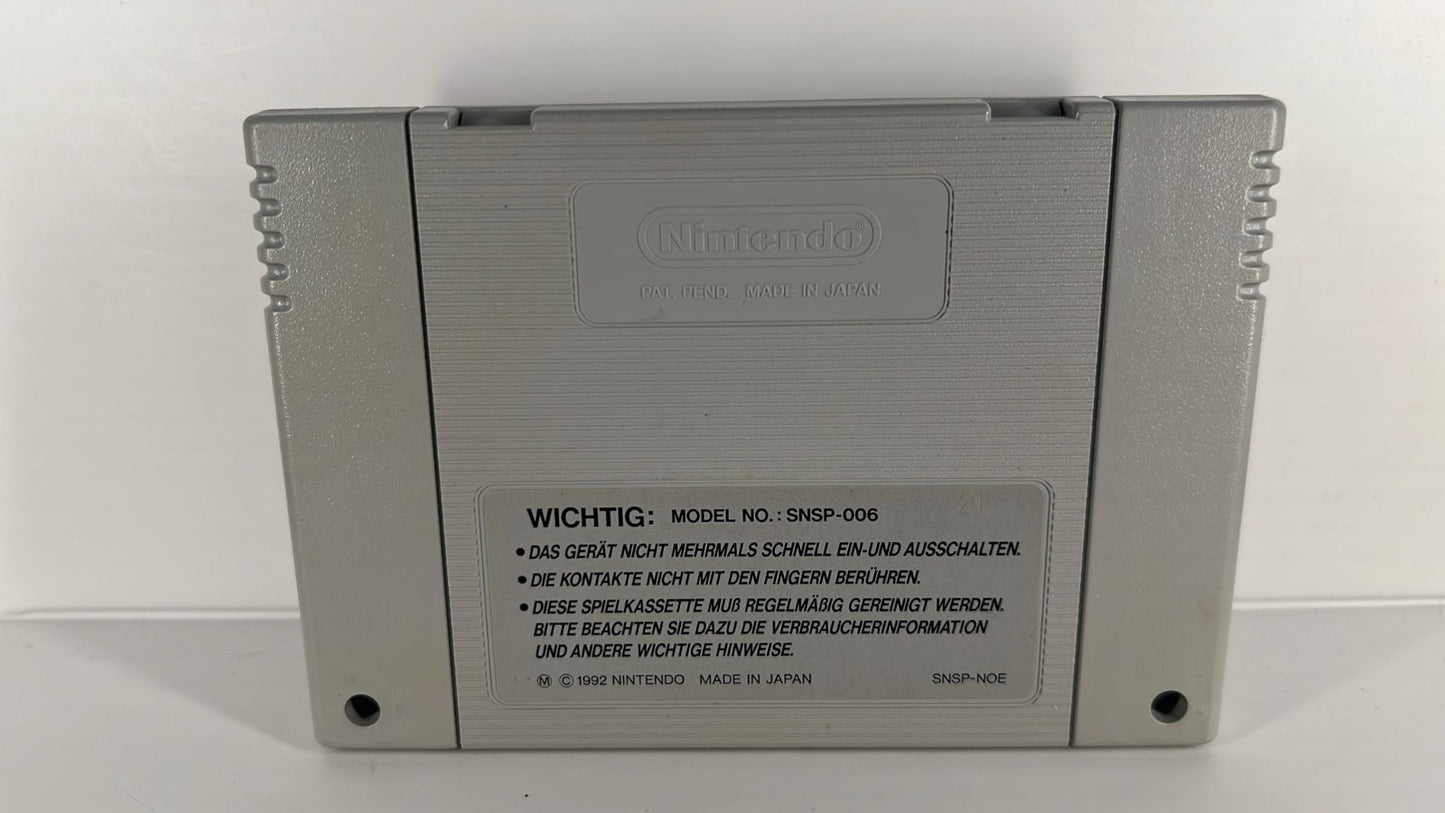 Nintendo®
PAT. PEND. MADE IN JAPAN
20
WICHTIG: MODEL NO.: SNSP-006
• DAS GERÄT NICHT MEHRMALS SCHNELL EIN-UND AUSSCHALTEN.
• DIE KONTAKTE NICHT MIT DEN FINGERN BERÜHREN.
• DIESE SPIELKASSETTE MUß REGELMÄßIG GEREINIGT WERDEN.
BITTE BEACHTEN SIE DAZU DIE VERBRAUCHERINFORMATION
UND ANDERE WICHTIGE HINWEISE.
Ⓜ © 1992 NINTENDO MADE IN JAPAN SNSP-NOE